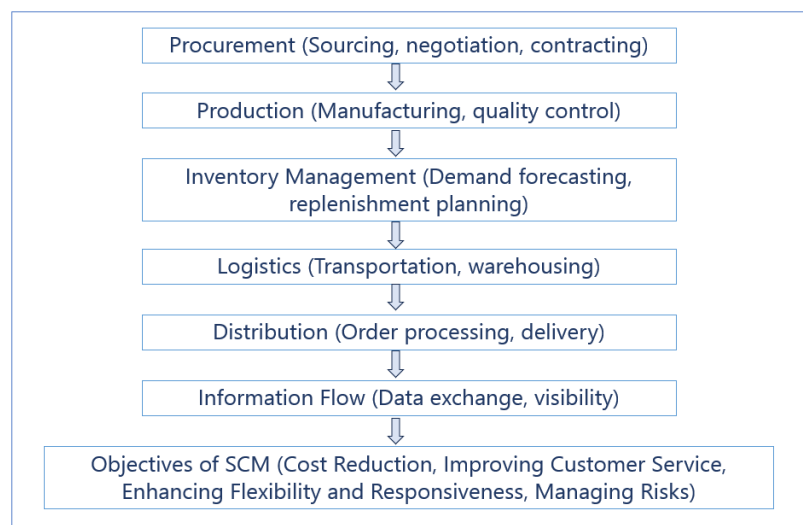 Procurement (Sourcing, negotiation, contracting)
Production (Manufacturing, quality control)
Inventory Management (Demand forecasting,
replenishment planning)
Logistics (Transportation, warehousing)
Distribution (Order processing, delivery)
Information Flow (Data exchange, visibility)
Objectives of SCM (Cost Reduction, Improving Customer Service,
Enhancing Flexibility and Responsiveness, Managing Risks)